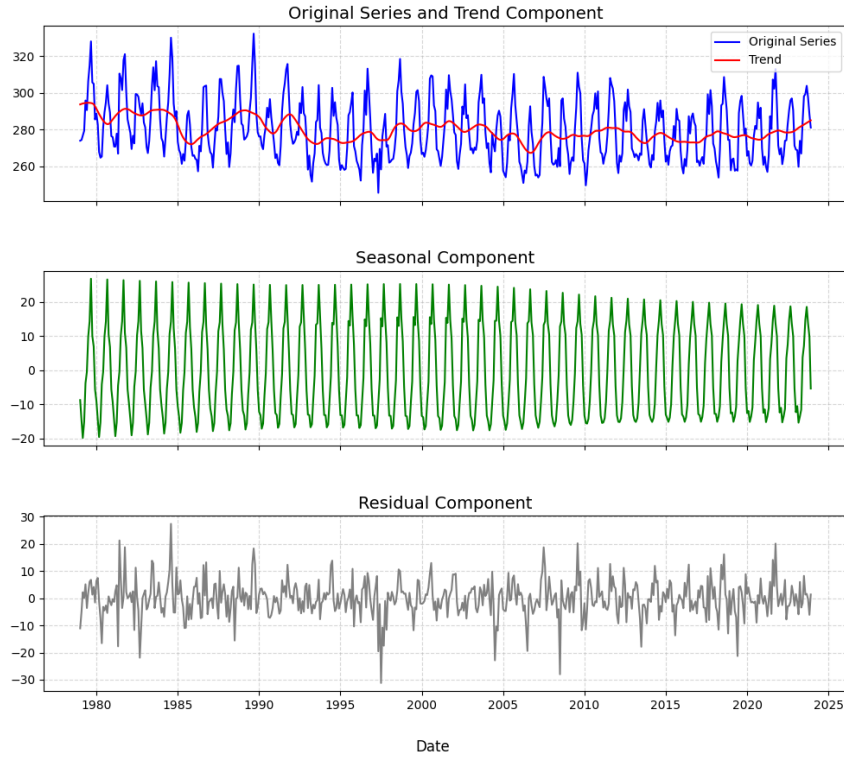 Original Series and Trend Component
320
300
280
260
Original Series
Trend
Seasonal Component
20
10
0
−10
−20
Residual Component
30
20
10
0
−10
−20
−30
1980 1985 1990 1995 2000 2005 2010 2015 2020 2025
Date